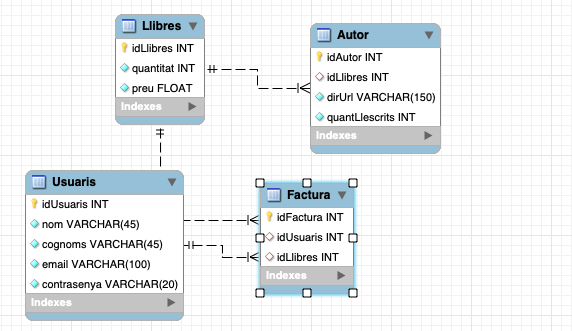 Llibres
idLlibres INT
quantitat INT
preu FLOAT
Indexes
Autor
idAutor INT
idLlibres INT
dirUrl VARCHAR(150)
quantLlescrits INT
Indexes
Usuaris
idUsuaris INT
nom VARCHAR(45)
cognoms VARCHAR(45)
email VARCHAR(100)
contrasenya VARCHAR(20)
Indexes
Factura
idFactura INT
idUsuaris INT
idLlibres INT
Indexes